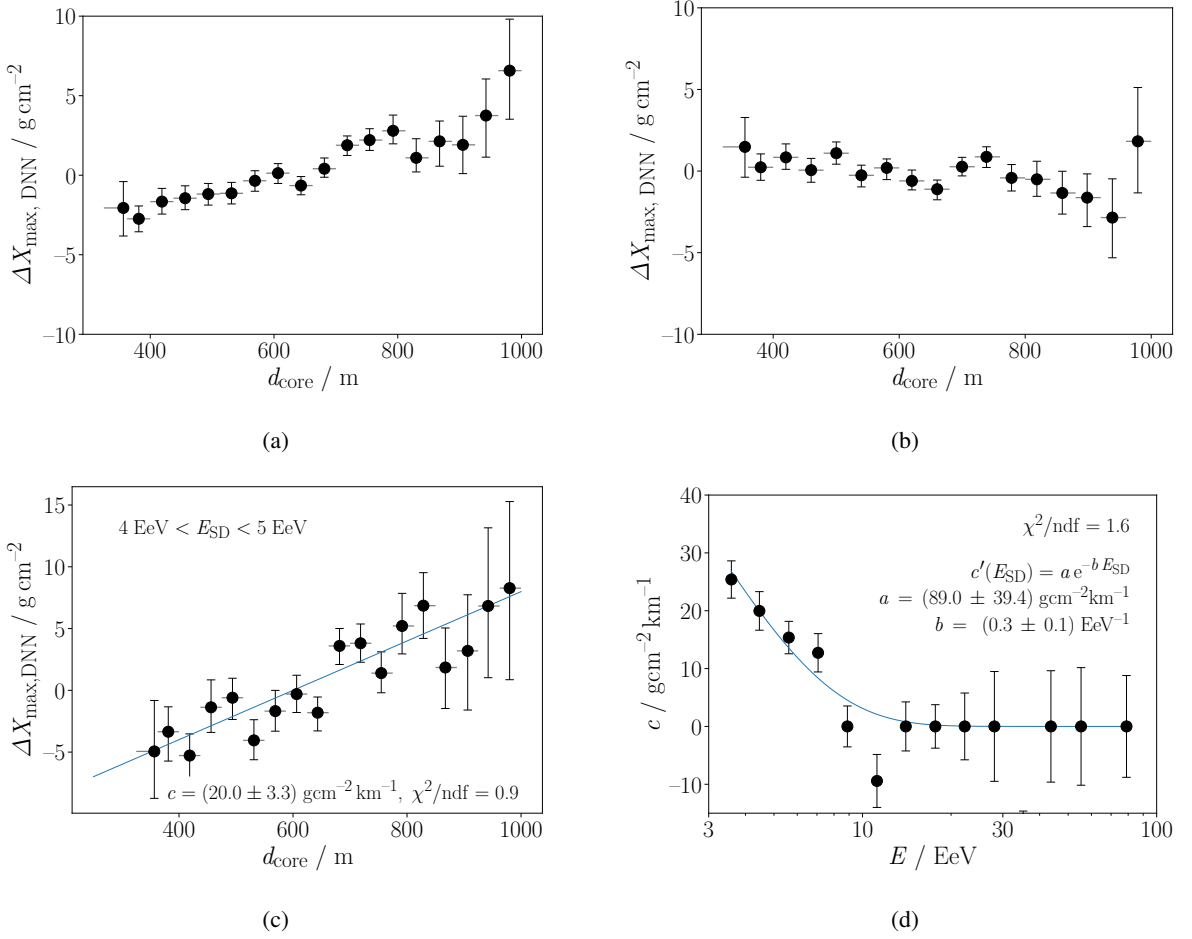 10
5
0
−5
−10
ΔX_max, DNN / g cm⁻²
400
600
800
1000
d_core / m
(a)
10
5
0
−5
−10
ΔX_max, DNN / g cm⁻²
400
600
800
1000
d_core / m
(b)
15
10
5
0
−5
ΔX_max,DNN / g cm⁻²
4 EeV < E_SD < 5 EeV
c = (20.0 ± 3.3) gcm⁻² km⁻¹, χ²/ndf = 0.9
400
600
800
1000
d_core / m
(c)
40
30
20
10
0
−10
c / gcm⁻² km⁻¹
χ²/ndf = 1.6
c′(E_SD) = a e^{−b E_SD}
a = (89.0 ± 39.4) gcm⁻²km⁻¹
b = (0.3 ± 0.1) EeV⁻¹
3
10
30
100
E / EeV
(d)